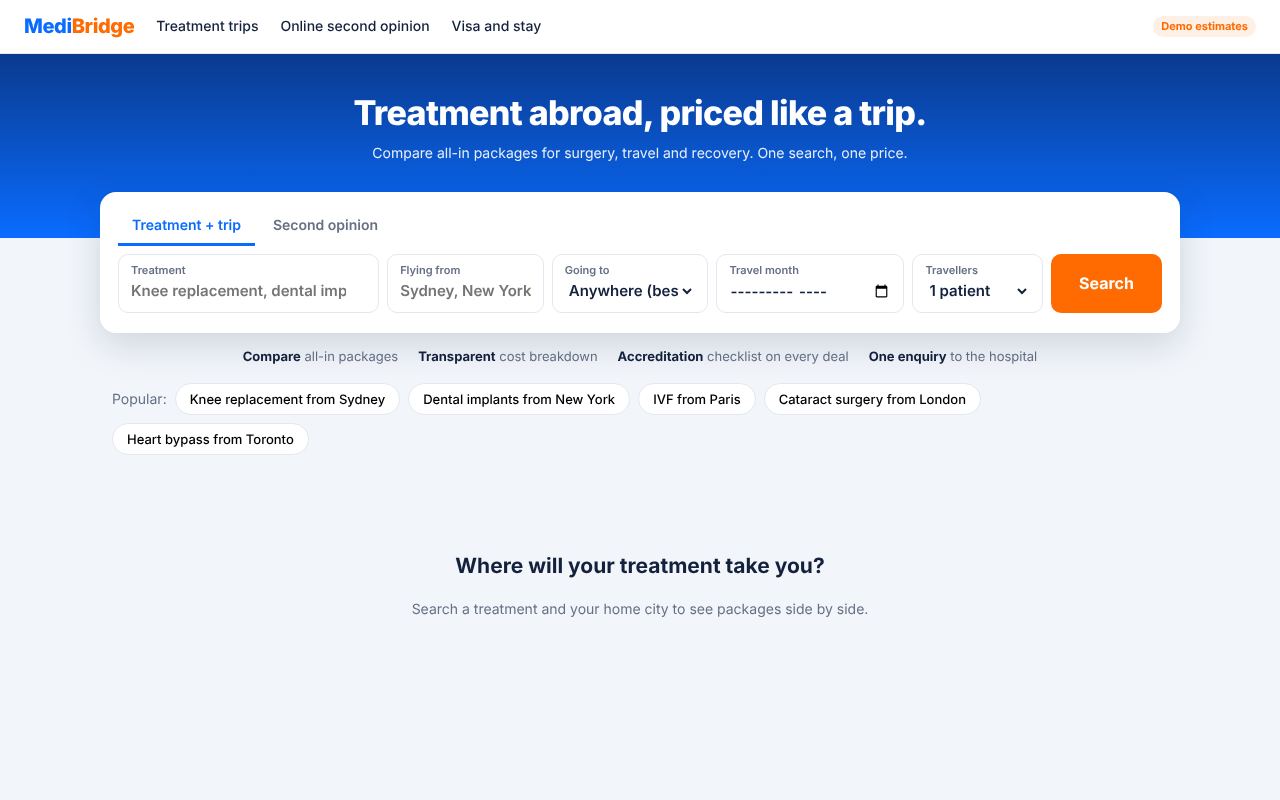 MediBridge Treatment trips Online second opinion Visa and stay Demo estimates
Treatment abroad, priced like a trip.
Compare all-in packages for surgery, travel and recovery. One search, one price.
Treatment + trip Second opinion
Treatment Flying from Going to Travel month Travellers
Knee replacement, dental imp Sydney, New York Anywhere (bes --------- ---- 1 patient Search
Compare all-in packages Transparent cost breakdown Accreditation checklist on every deal One enquiry to the hospital
Popular: Knee replacement from Sydney Dental implants from New York IVF from Paris Cataract surgery from London
Heart bypass from Toronto
Where will your treatment take you?
Search a treatment and your home city to see packages side by side.